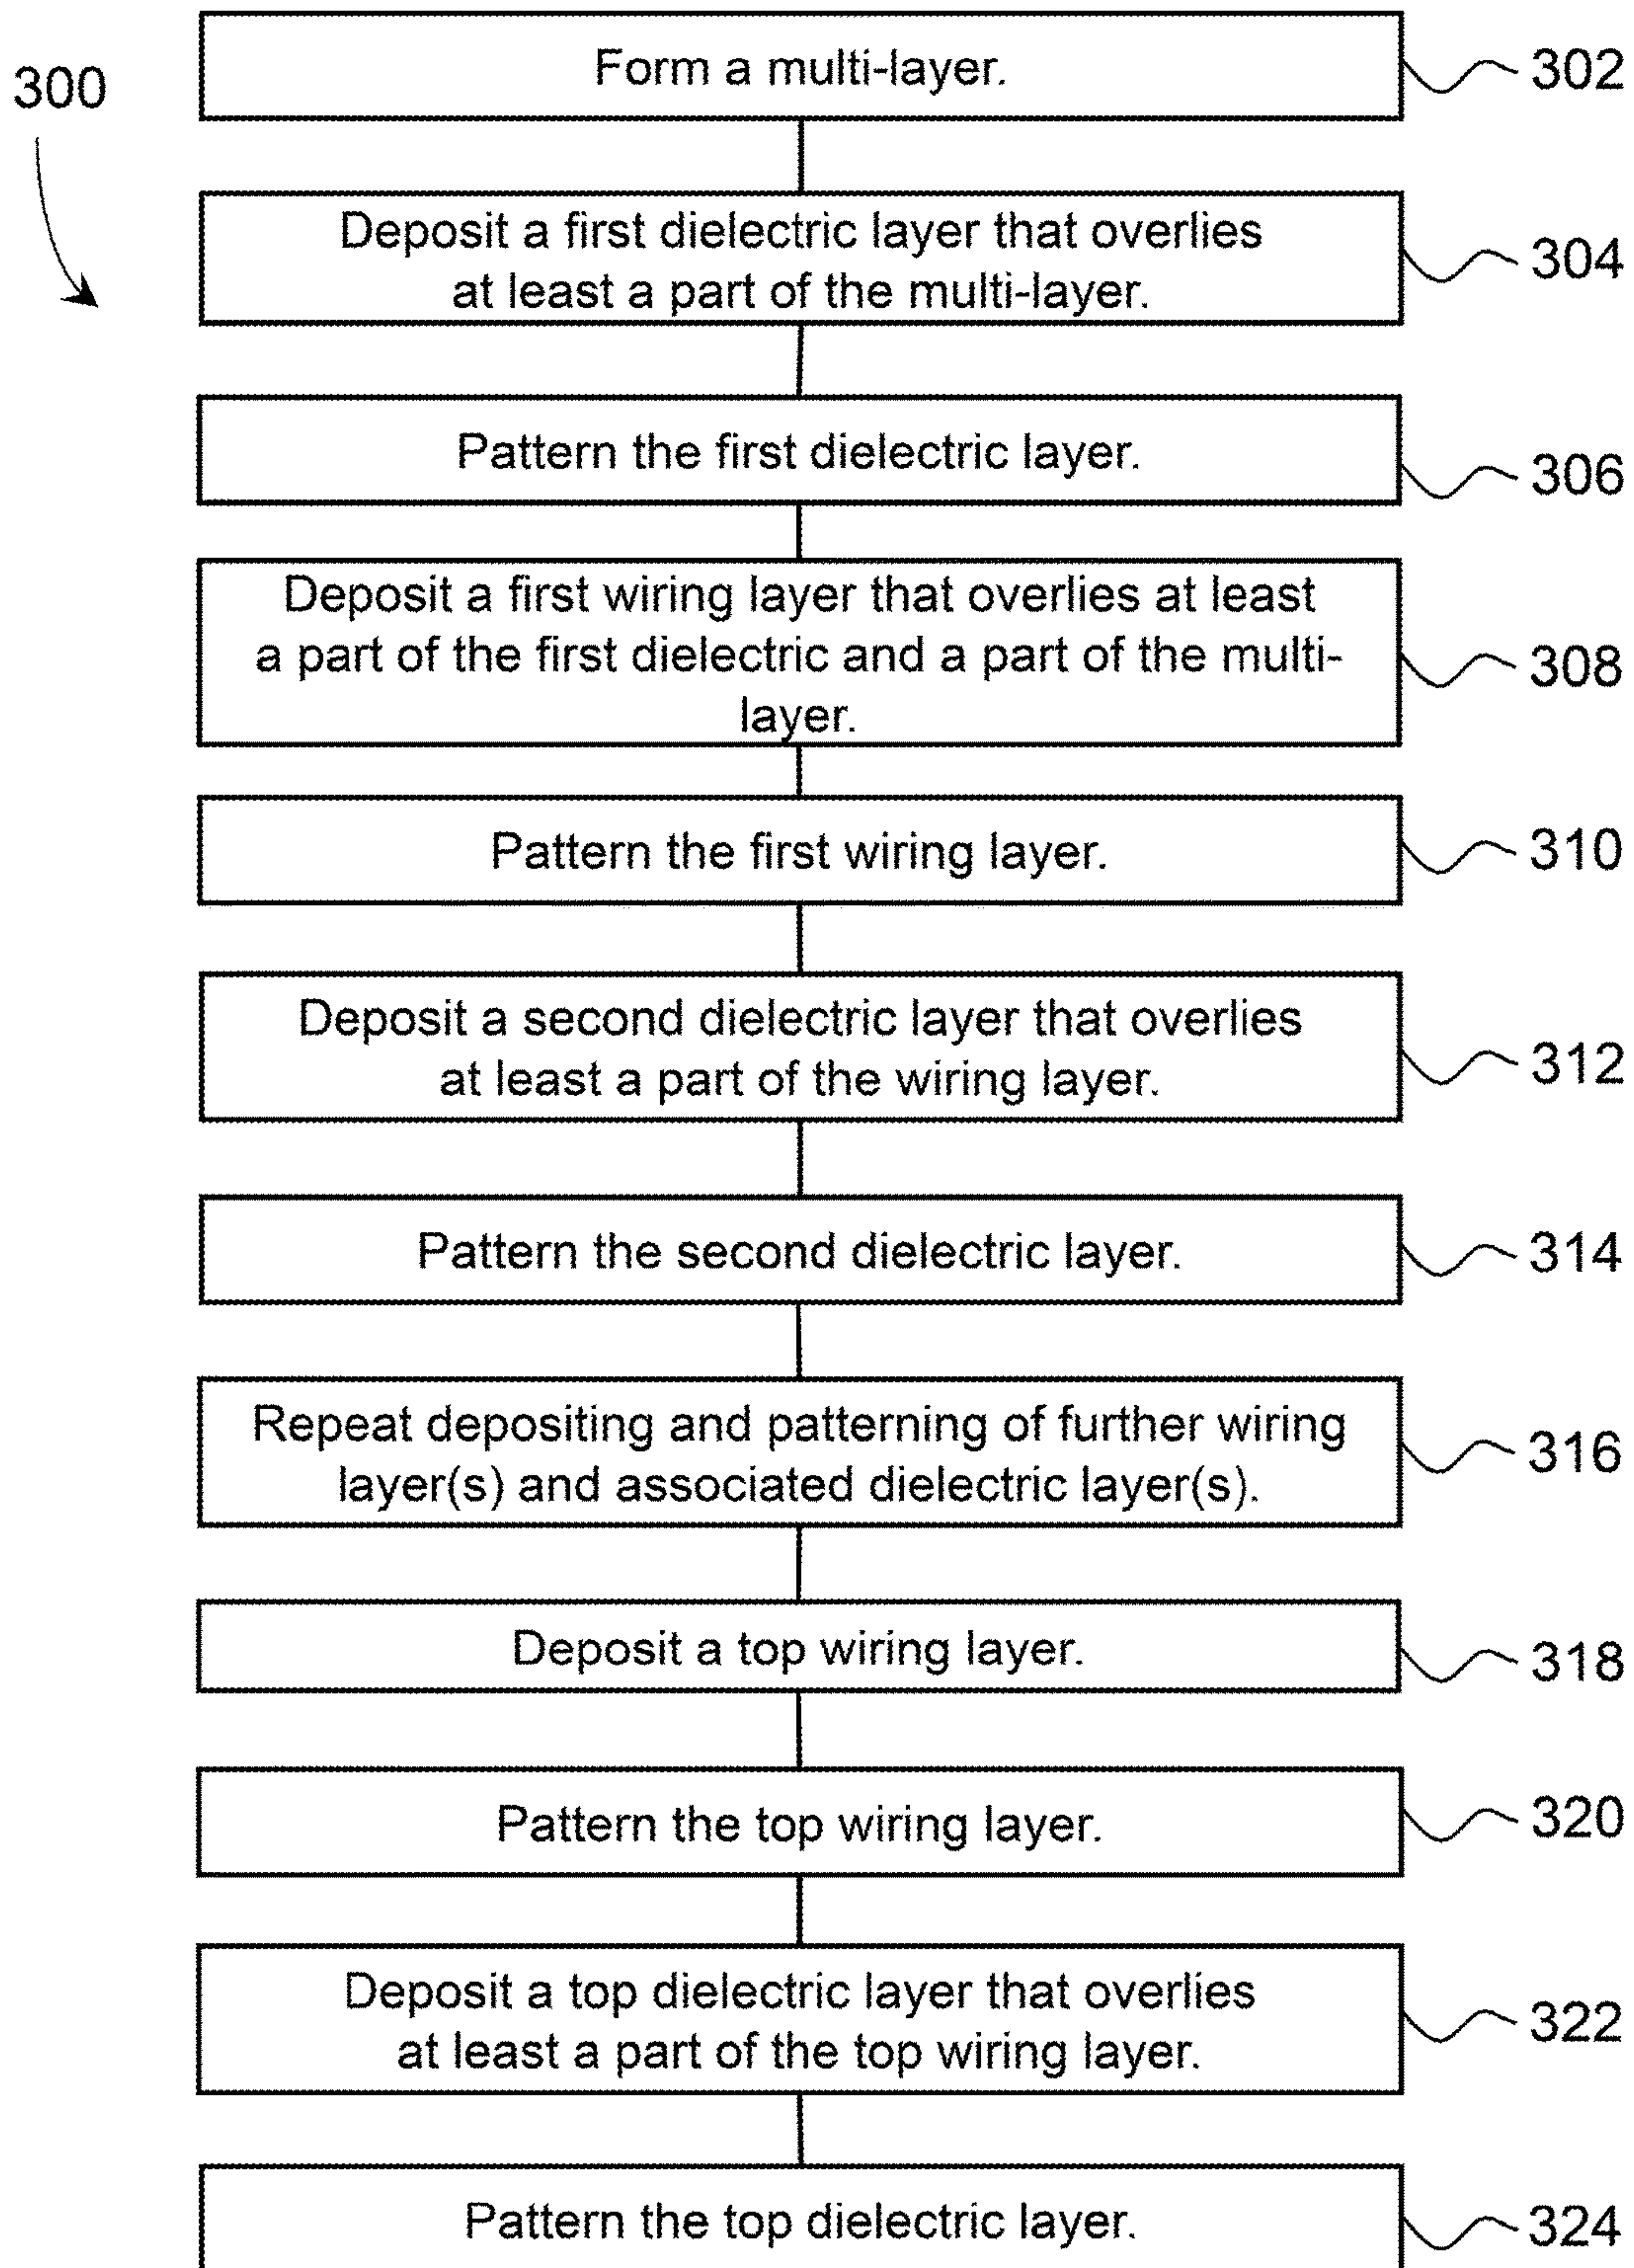 300
Form a multi-layer.
302
Deposit a first dielectric layer that overlies
at least a part of the multi-layer.
304
Pattern the first dielectric layer.
306
Deposit a first wiring layer that overlies at least
a part of the first dielectric and a part of the multi-
layer.
308
Pattern the first wiring layer.
310
Deposit a second dielectric layer that overlies
at least a part of the wiring layer.
312
Pattern the second dielectric layer.
314
Repeat depositing and patterning of further wiring
layer(s) and associated dielectric layer(s).
316
Deposit a top wiring layer.
318
Pattern the top wiring layer.
320
Deposit a top dielectric layer that overlies
at least a part of the top wiring layer.
322
Pattern the top dielectric layer.
324